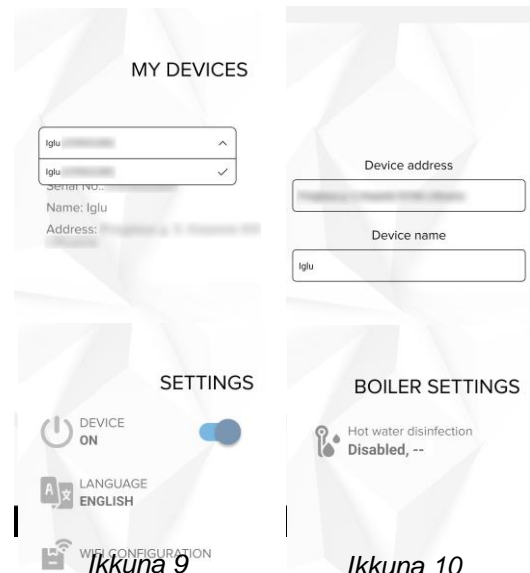 MY DEVICES
Iglu
Iglu
Serial No.:
Name: Iglu
Address:
SETTINGS
DEVICE
ON
LANGUAGE
ENGLISH
WIFI CONFIGURATION
Ikkuna 9
Device address
Device name
Iglu
BOILER SETTINGS
Hot water disinfection
Disabled, --
Ikkuna 10